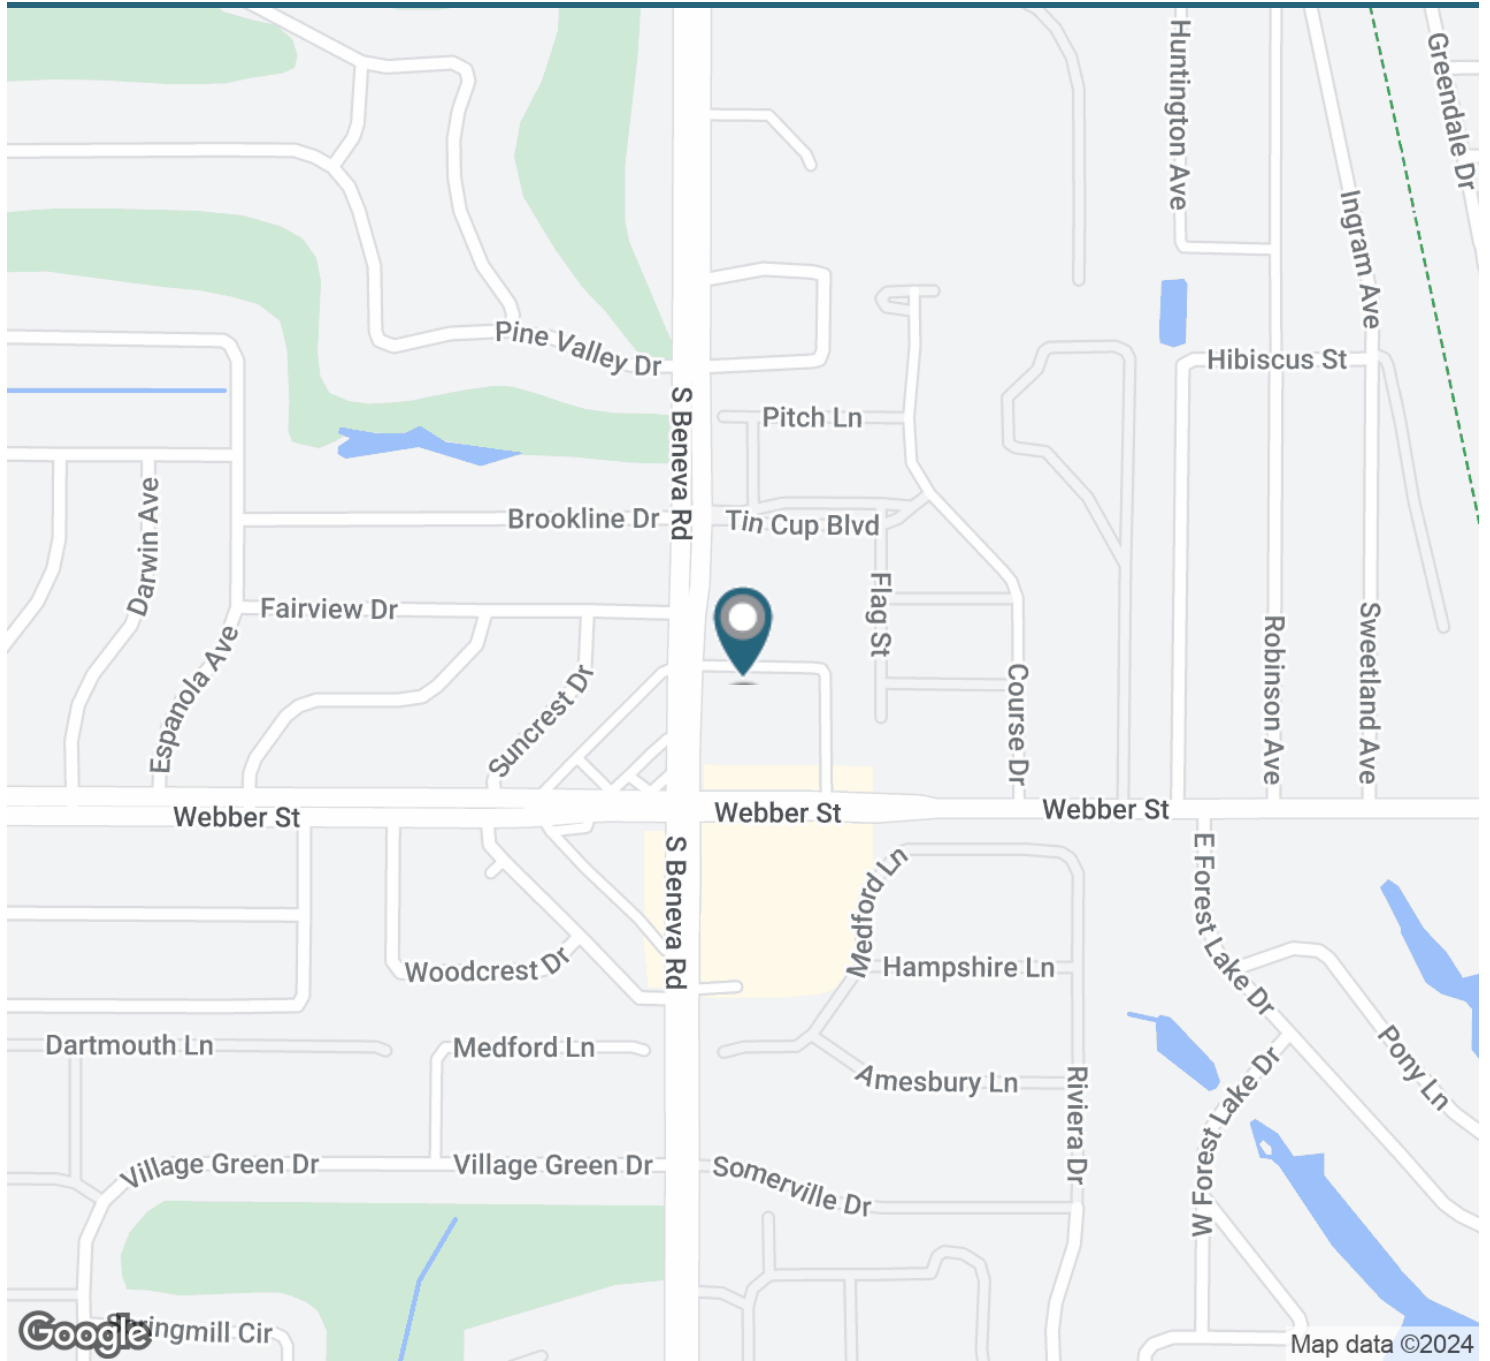 Huntington Ave
Greendale Dr
Ingram Ave
Pine Valley Dr
Hibiscus St
S Beneva Rd
Pitch Ln
Darwin Ave
Brookline Dr
Tin Cup Blvd
Fairview Dr
Flag St
Espanola Ave
Suncrest Dr
Course Dr
Robinson Ave
Sweetland Ave
Webber St
Webber St
Webber St
S Beneva Rd
Medford Ln
E Forest Lake Dr
Woodcrest Dr
Hampshire Ln
Dartmouth Ln
Medford Ln
Amesbury Ln
Riviera Dr
W Forest Lake Dr
Pony Ln
Village Green Dr
Village Green Dr
Somerville Dr
Springmill Cir
Google
Map data ©2024